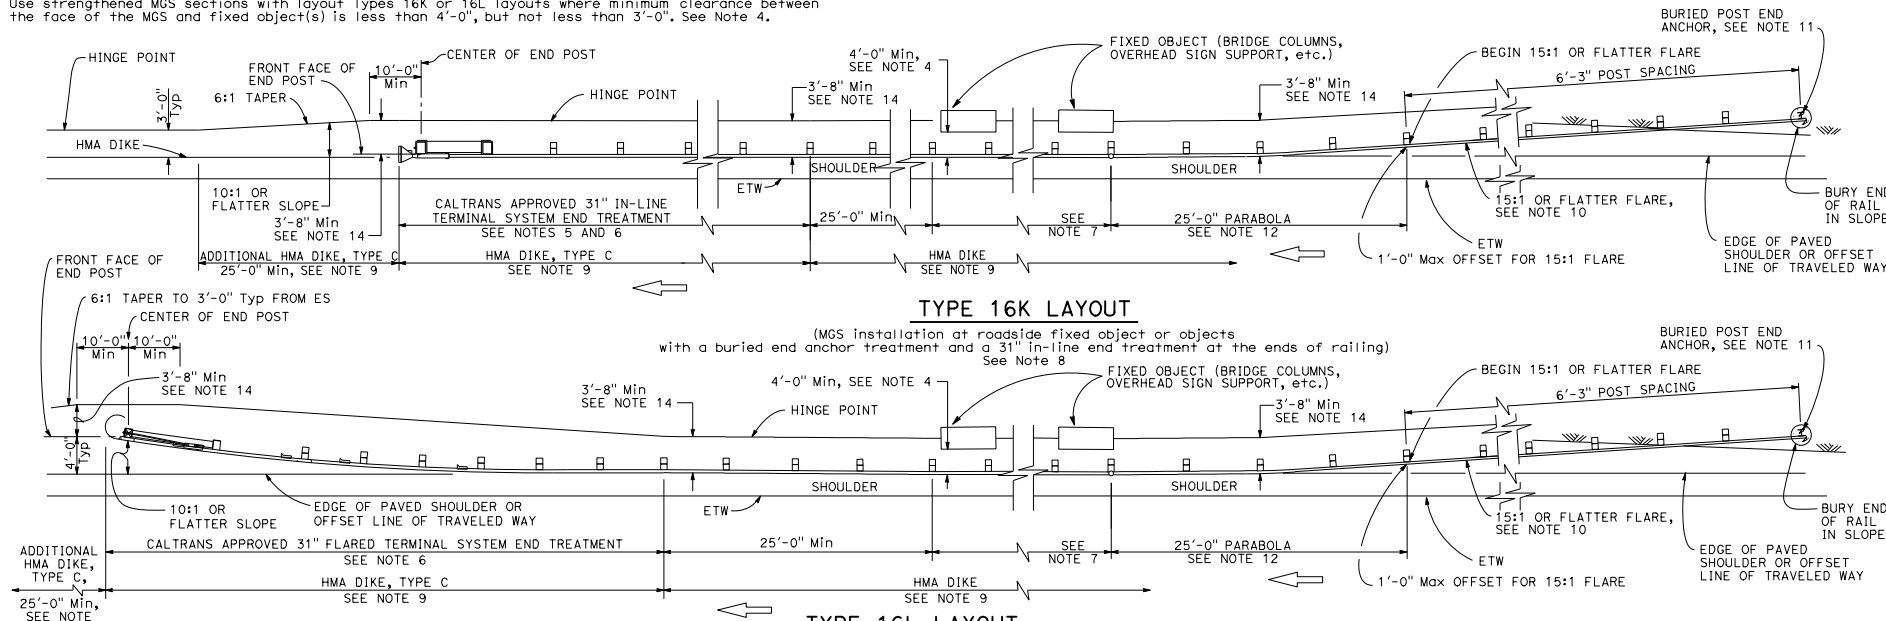 Use strengthened MGS sections with layout Types 16K or 16L layouts where minimum clearance between
the face of the MGS and fixed object(s) is less than 4'-0", but not less than 3'-0". See Note 4.
HINGE POINT
FRONT FACE OF
END POST
6:1 TAPER
10'-0"
Min
CENTER OF END POST
HINGE POINT
3'-0"
Typ
HMA DIKE
3'-8" Min
SEE NOTE 14
4'-0" Min,
SEE NOTE 4
FIXED OBJECT (BRIDGE COLUMNS,
OVERHEAD SIGN SUPPORT, etc.)
3'-8" Min
SEE NOTE 14
BEGIN 15:1 OR FLATTER FLARE
6'-3" POST SPACING
BURIED POST END
ANCHOR, SEE NOTE 11
SHOULDER
SHOULDER
ETW
10:1 OR
FLATTER SLOPE
3'-8" Min
SEE NOTE 14
CALTRANS APPROVED 31" IN-LINE
TERMINAL SYSTEM END TREATMENT
SEE NOTES 5 AND 6
25'-0" Min
SEE
NOTE 7
25'-0" PARABOLA
SEE NOTE 12
15:1 OR FLATTER FLARE,
SEE NOTE 10
BURY END
OF RAIL
IN SLOPE
ETW
EDGE OF PAVED
SHOULDER OR OFFSET
LINE OF TRAVELED WAY
1'-0" Max OFFSET FOR 15:1 FLARE
ADDITIONAL HMA DIKE, TYPE C
25'-0" Min, SEE NOTE 9
HMA DIKE, TYPE C
SEE NOTE 9
HMA DIKE
SEE NOTE 9
TYPE 16K LAYOUT
(MGS installation at roadside fixed object or objects
with a buried end anchor treatment and a 31" in-line end treatment at the ends of railing)
See Note 8
FRONT FACE OF
END POST
6:1 TAPER TO 3'-0" Typ FROM ES
CENTER OF END POST
10'-0"
Min
10'-0"
Min
3'-8" Min
SEE NOTE 14
4'-0"
Typ
3'-8" Min
SEE NOTE 14
HINGE POINT
4'-0" Min, SEE NOTE 4
FIXED OBJECT (BRIDGE COLUMNS,
OVERHEAD SIGN SUPPORT, etc.)
3'-8" Min
SEE NOTE 14
BEGIN 15:1 OR FLATTER FLARE
6'-3" POST SPACING
BURIED POST END
ANCHOR, SEE NOTE 11
10:1 OR
FLATTER SLOPE
EDGE OF PAVED SHOULDER OR
OFFSET LINE OF TRAVELED WAY
ETW
SHOULDER
SHOULDER
15:1 OR FLATTER FLARE,
SEE NOTE 10
BURY END
OF RAIL
IN SLOPE
CALTRANS APPROVED 31" FLARED TERMINAL SYSTEM END TREATMENT
SEE NOTE 6
25'-0" Min
SEE
NOTE 7
25'-0" PARABOLA
SEE NOTE 12
ETW
EDGE OF PAVED
SHOULDER OR OFFSET
LINE OF TRAVELED WAY
1'-0" Max OFFSET FOR 15:1 FLARE
ADDITIONAL
HMA DIKE,
TYPE C,
25'-0" Min,
SEE NOTE
HMA DIKE, TYPE C
SEE NOTE 9
HMA DIKE
SEE NOTE 9
TYPE 16L LAYOUT